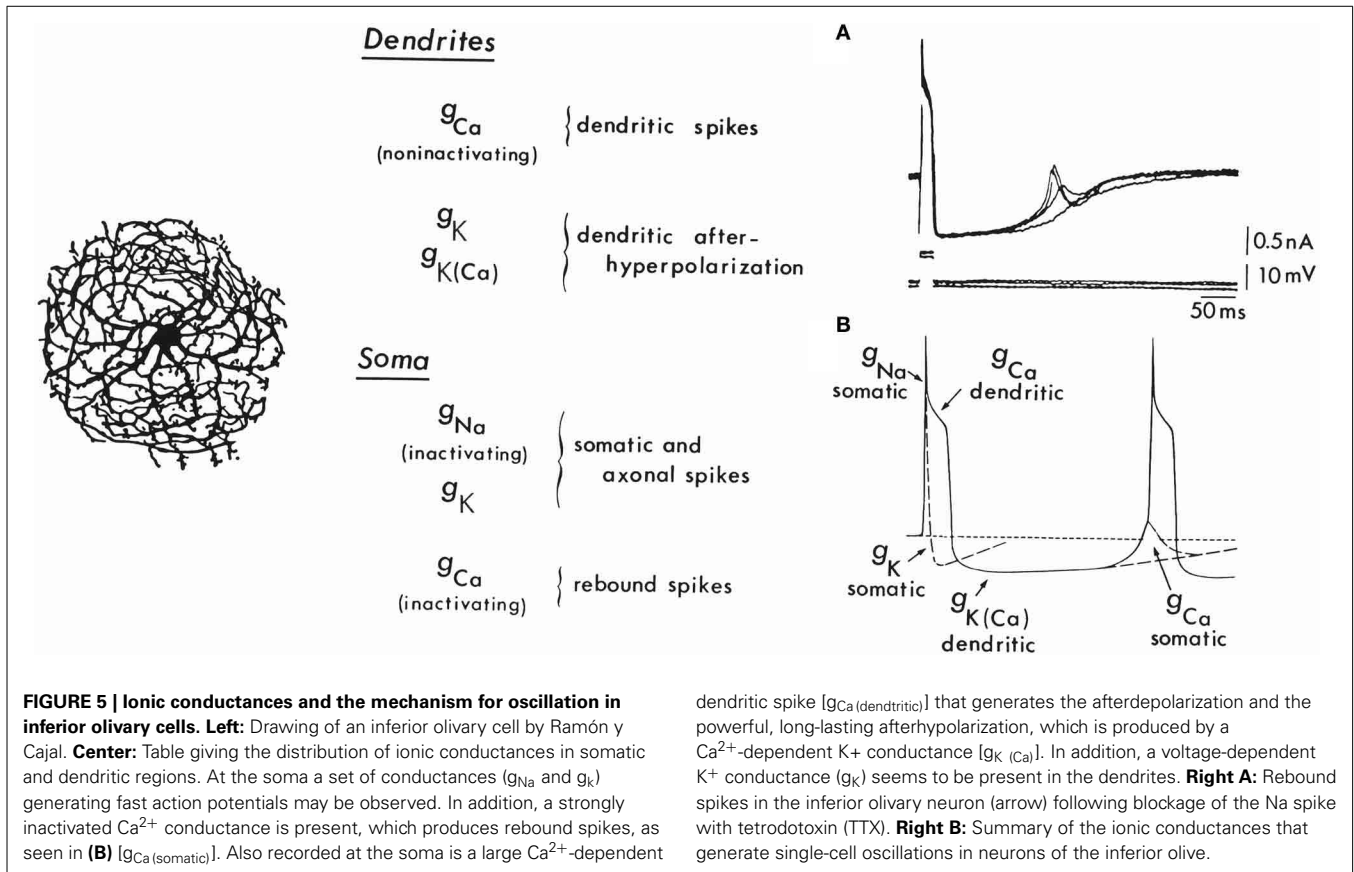 Dendrites
gCa
(noninactivating)
dendritic spikes
gK
gK(Ca)
dendritic after-
hyperpolarization
Soma
gNa
(inactivating)
gK
somatic and
axonal spikes
gCa
(inactivating)
rebound spikes
A
0.5nA
10 mV
50 ms
B
gNa
somatic
gCa
dendritic
gK
somatic
gK(Ca)
dendritic
gCa
somatic
FIGURE 5 | Ionic conductances and the mechanism for oscillation in
inferior olivary cells. Left: Drawing of an inferior olivary cell by Ramón y
Cajal. Center: Table giving the distribution of ionic conductances in somatic
and dendritic regions. At the soma a set of conductances (gNa and gk)
generating fast action potentials may be observed. In addition, a strongly
inactivated Ca2+ conductance is present, which produces rebound spikes, as
seen in (B) [gCa(somatic)]. Also recorded at the soma is a large Ca2+-dependent
dendritic spike [gCa(dendtritic)] that generates the afterdepolarization and the
powerful, long-lasting afterhypolarization, which is produced by a
Ca2+-dependent K+ conductance [gK (Ca)]. In addition, a voltage-dependent
K+ conductance (gK) seems to be present in the dendrites. Right A: Rebound
spikes in the inferior olivary neuron (arrow) following blockage of the Na spike
with tetrodotoxin (TTX). Right B: Summary of the ionic conductances that
generate single-cell oscillations in neurons of the inferior olive.